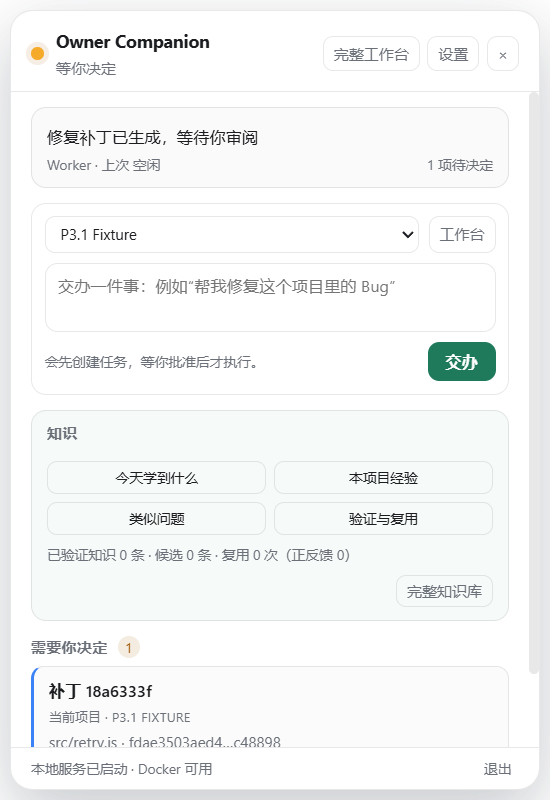 Owner Companion
等你决定
完整工作台
设置
×
修复补丁已生成，等待你审阅
Worker · 上次 空闲
1 项待决定
P3.1 Fixture
工作台
交办一件事：例如“帮我修复这个项目里的 Bug”
会先创建任务，等你批准后才执行。
交办
知识
今天学到什么
本项目经验
类似问题
验证与复用
已验证知识 0 条 · 候选 0 条 · 复用 0 次（正反馈 0）
完整知识库
需要你决定 1
补丁 18a6333f
当前项目 · P3.1 FIXTURE
src/retry.js · fdae3503aed4…c48898
本地服务已启动 · Docker 可用
退出